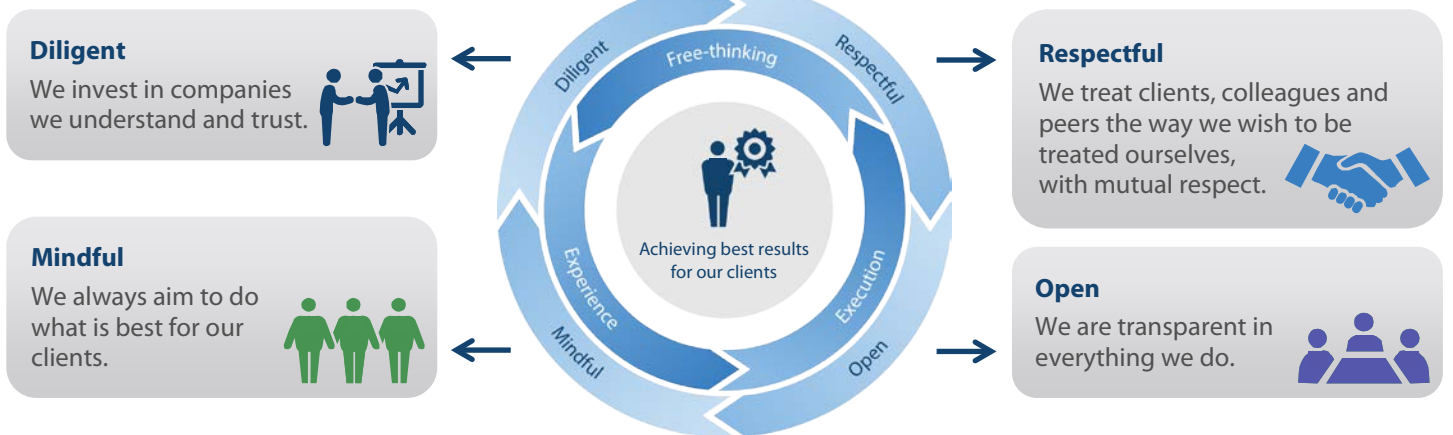 Diligent
We invest in companies
we understand and trust.
Mindful
We always aim to do
what is best for our
clients.
Diligent
Respectful
Open
Mindful
Free-thinking
Execution
Experience
Achieving best results
for our clients
Respectful
We treat clients, colleagues and
peers the way we wish to be
treated ourselves,
with mutual respect.
Open
We are transparent in
everything we do.